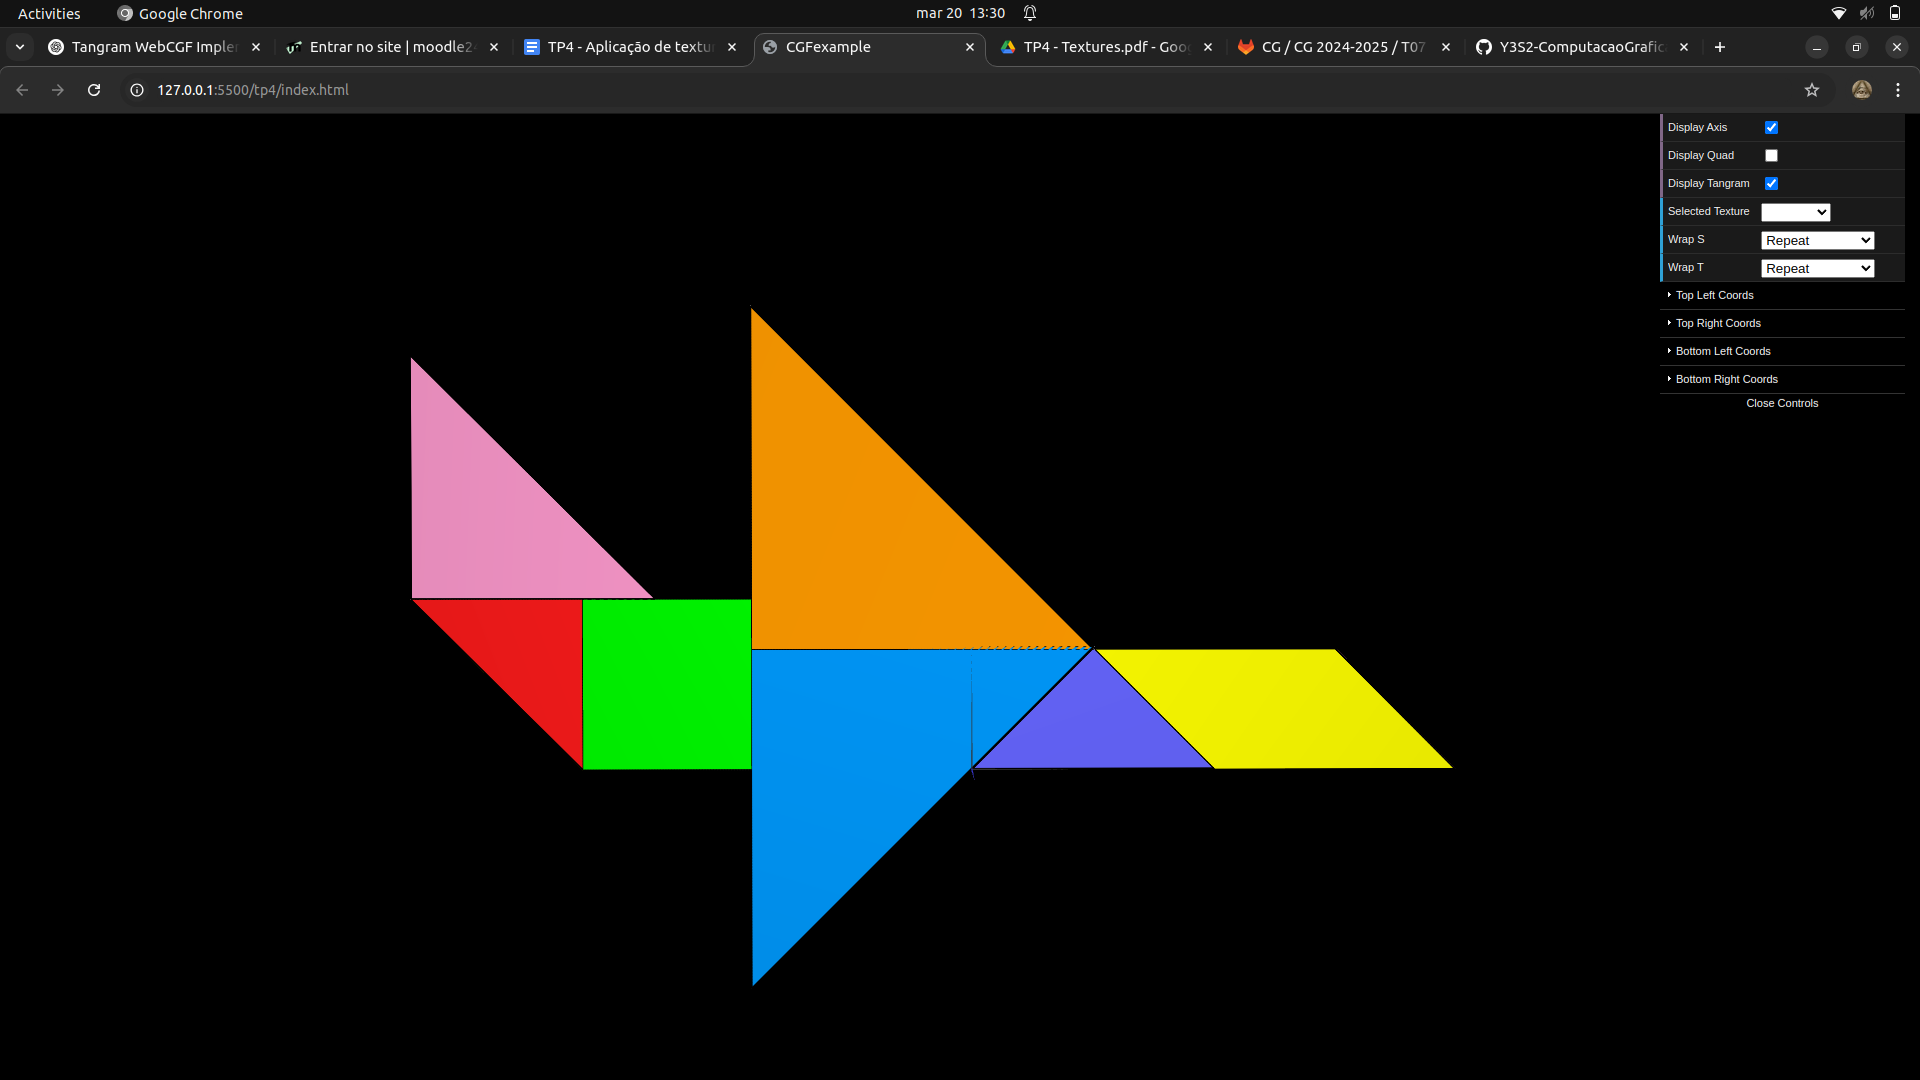 Activities Google Chrome mar 20 13:30
Tangram WebCGF Impler Entrar no site | moodle2 TP4 - Aplicação de textu CGFexample TP4 - Textures.pdf - Goo CG / CG 2024-2025 / T07 Y3S2-ComputacaoGrafic
127.0.0.1:5500/tp4/index.html
Display Axis
Display Quad
Display Tangram
Selected Texture
Wrap S Repeat
Wrap T Repeat
Top Left Coords
Top Right Coords
Bottom Left Coords
Bottom Right Coords
Close Controls